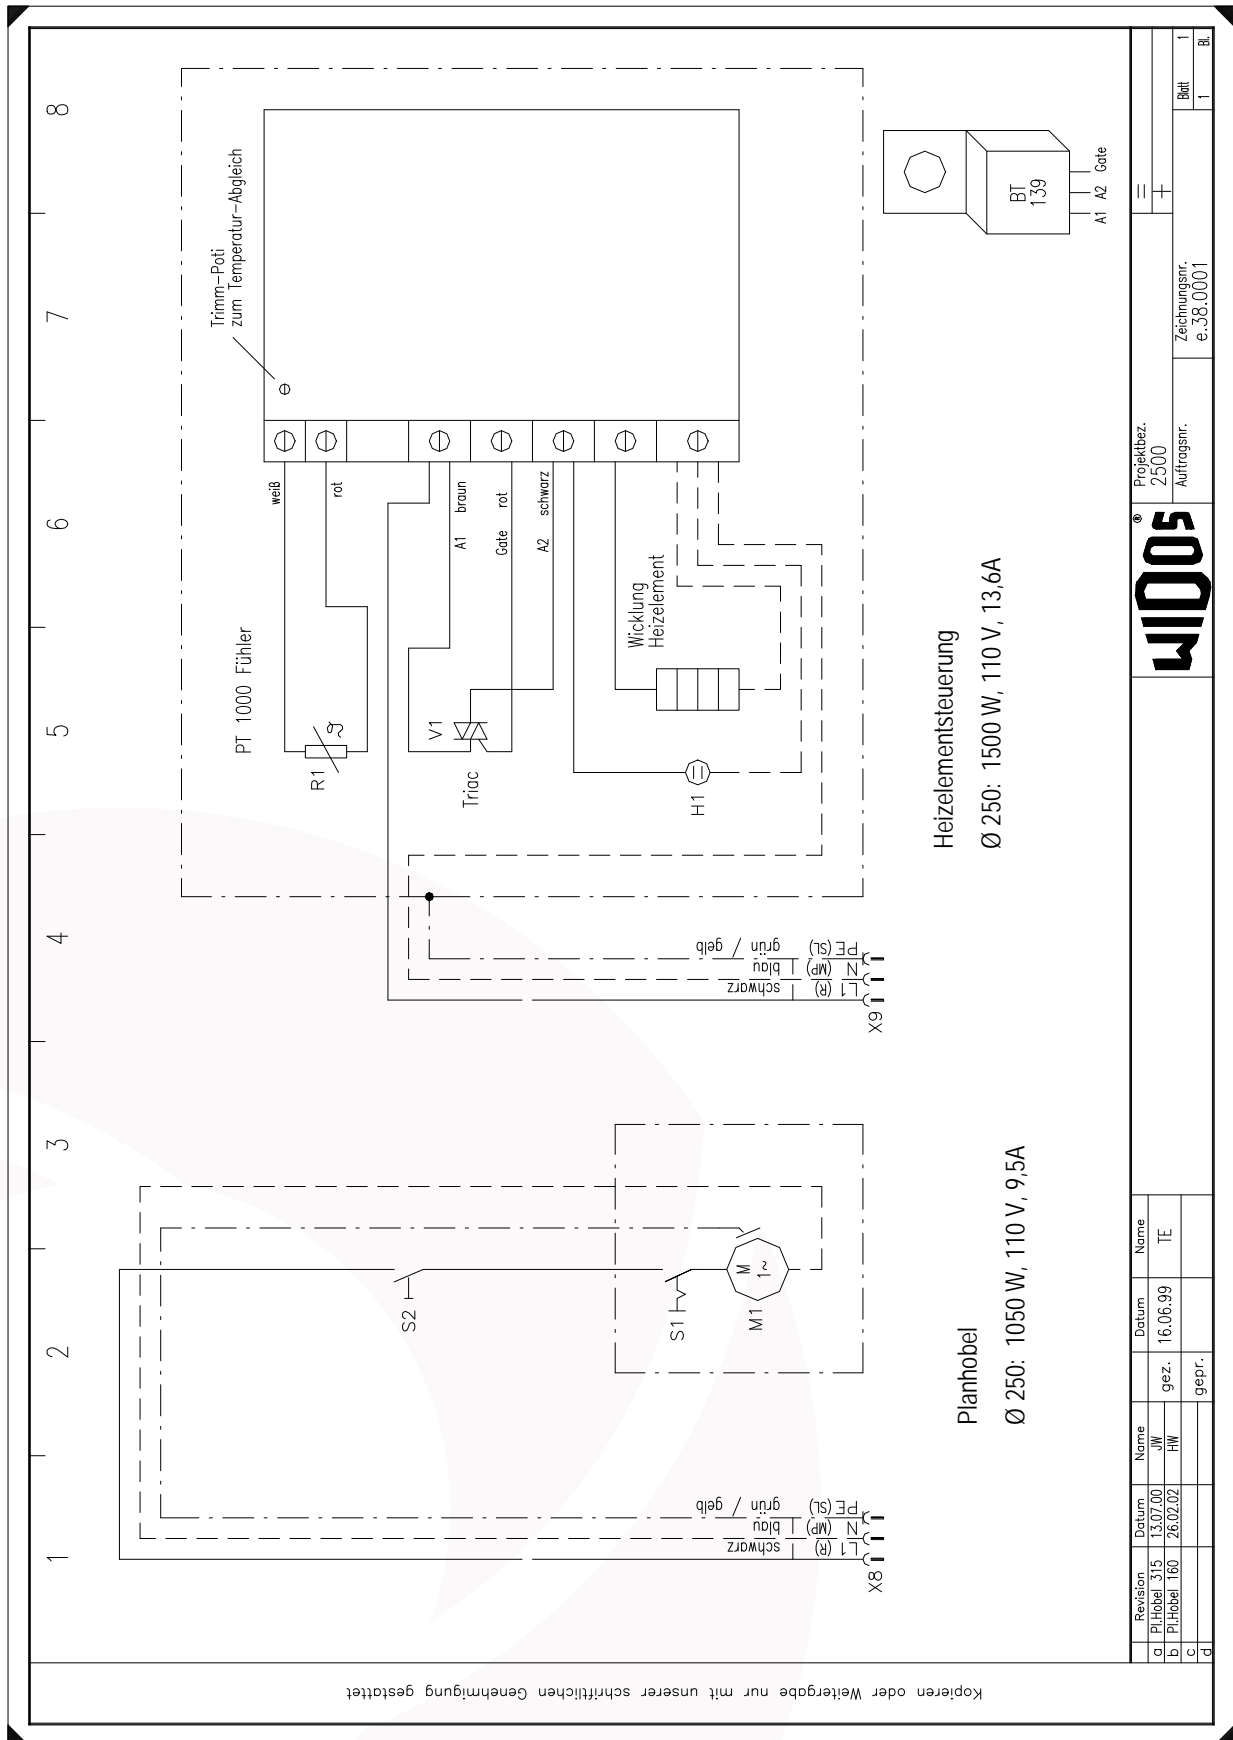 1
2
3
4
5
6
7
8
Trimm-Poti
zum Temperatur-Abgleich
PT 1000 Fühler
R1
weiß
rot
A1 braun
Gate rot
A2 schwarz
V1
Triac
Wicklung
Heizelement
H1
BT
139
A1 A2 Gate
S2
S1
M
1~
M1
X8
L1 (R) schwarz
N (MP) blau
PE (SL) grün / gelb
X9
L1 (R) schwarz
N (MP) blau
PE (SL) grün / gelb
Planhobel
Ø 250: 1050 W, 110 V, 9,5A
Heizelementsteuerung
Ø 250: 1500 W, 110 V, 13,6A
Kopieren oder Weitergabe nur mit unserer schriftlichen Genehmigung gestattet
Revision Datum Name Datum Name
a Pl.Hobel 315 13.07.00 JW gez. 16.06.99 TE
b Pl.Hobel 160 26.02.02 HW
c gepr.
d
WIDOS ®
Projektbez.
2500
Auftragsnr.
=
+
Zeichnungsnr.
e.38.0001
Blatt 1
1 Bl.